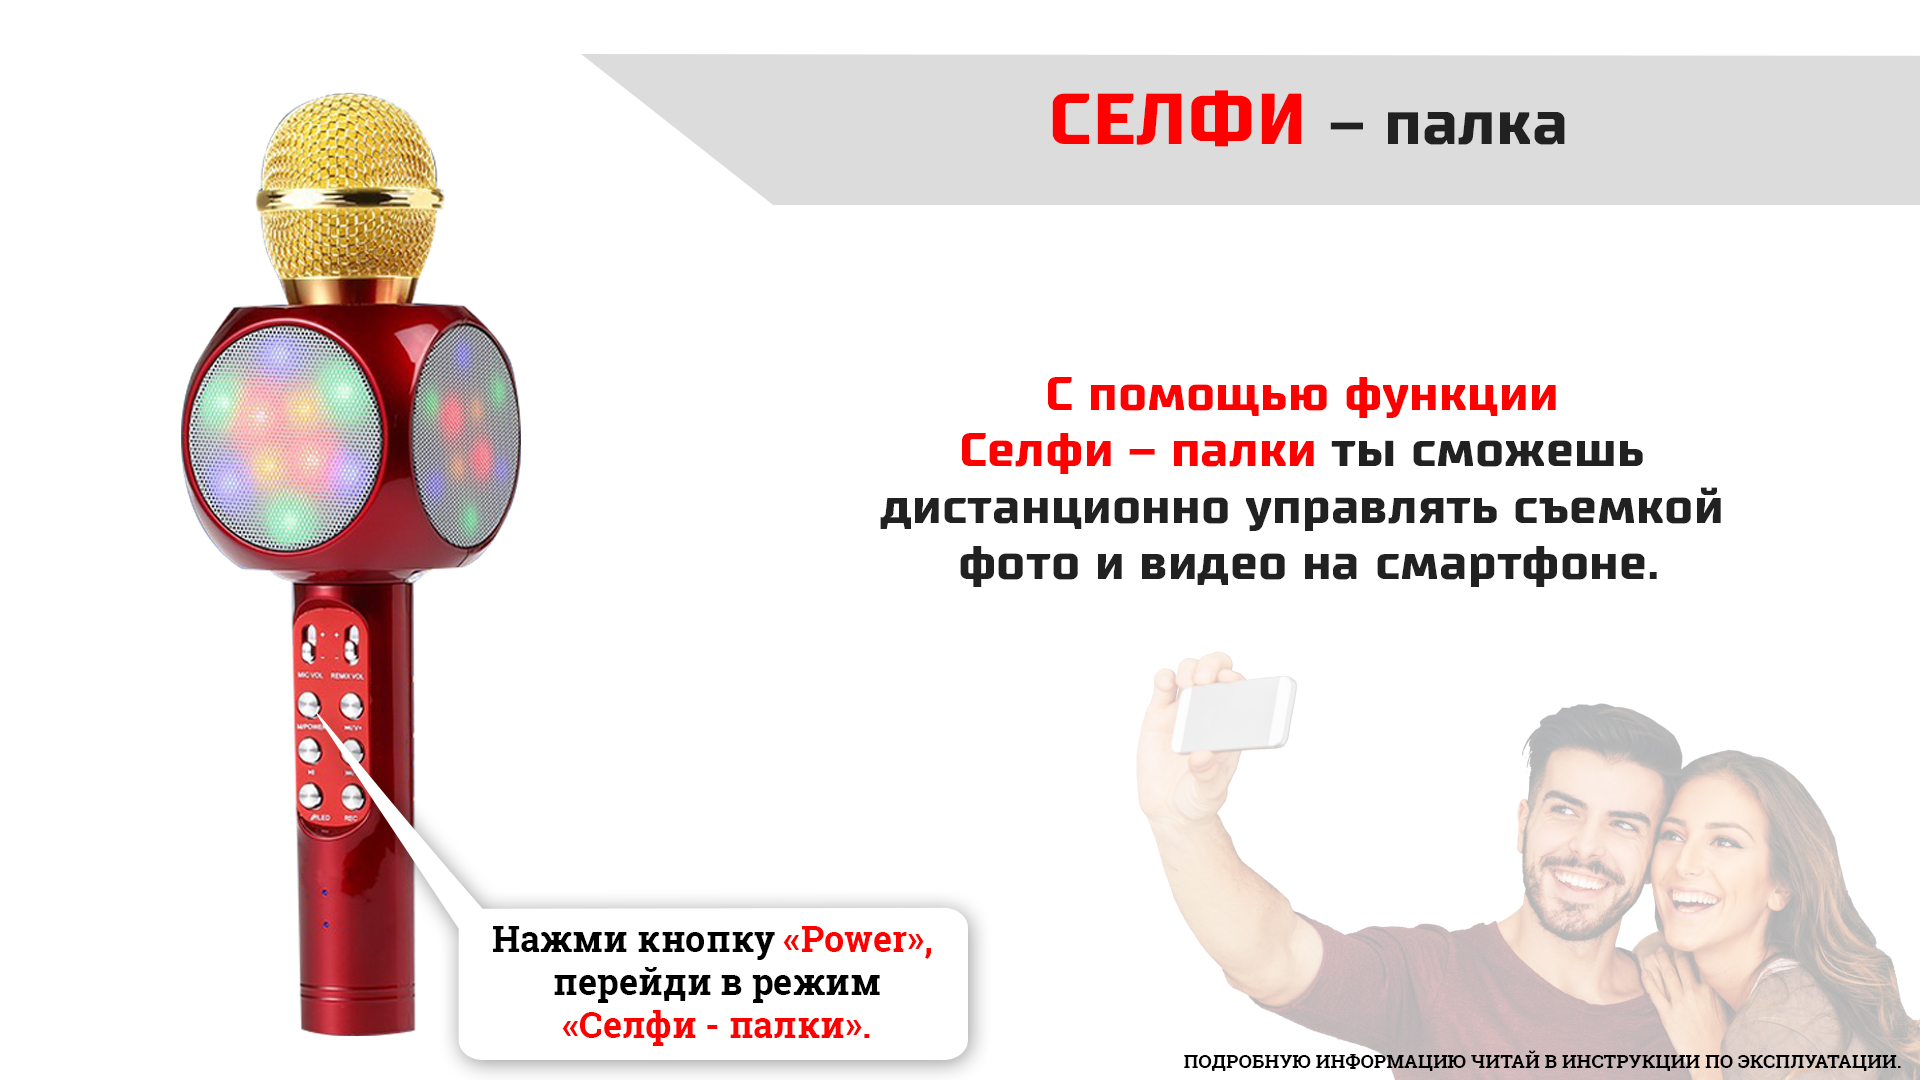 СЕЛФИ – палка
С помощью функции
Селфи – палки ты сможешь
дистанционно управлять съемкой
фото и видео на смартфоне.
+ +
- -
MIC VOL REMIX VOL
M/POWER
HI
LED REC
Нажми кнопку «Power»,
перейди в режим
«Селфи - палки».
ПОДРОБНУЮ ИНФОРМАЦИЮ ЧИТАЙ В ИНСТРУКЦИИ ПО ЭКСПЛУАТАЦИИ.